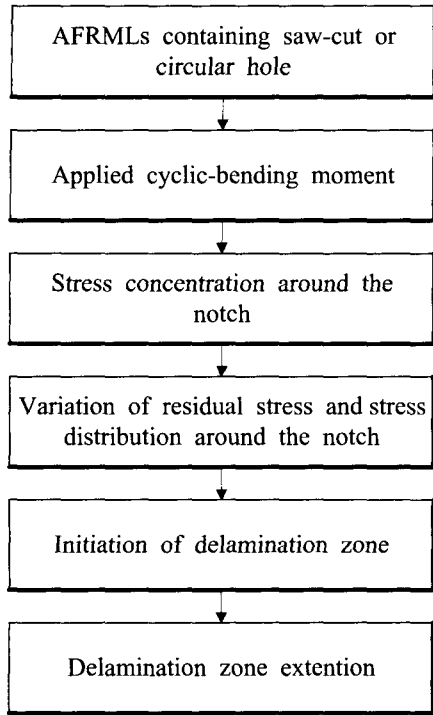 AFRMLs containing saw-cut or
circular hole
Applied cyclic-bending moment
Stress concentration around the
notch
Variation of residual stress and stress
distribution around the notch
Initiation of delamination zone
Delamination zone extention